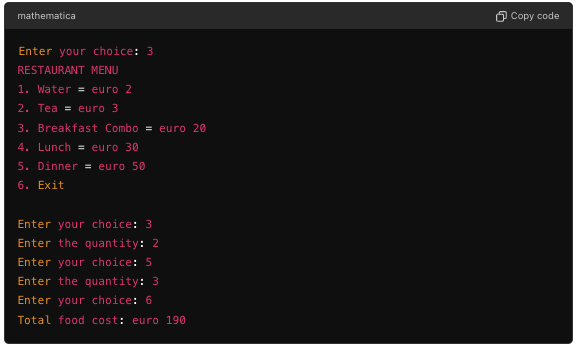 mathematica
Copy code
Enter your choice: 3
RESTAURANT MENU
1. Water = euro 2
2. Tea = euro 3
3. Breakfast Combo = euro 20
4. Lunch = euro 30
5. Dinner = euro 50
6. Exit
Enter your choice: 3
Enter the quantity: 2
Enter your choice: 5
Enter the quantity: 3
Enter your choice: 6
Total food cost: euro 190